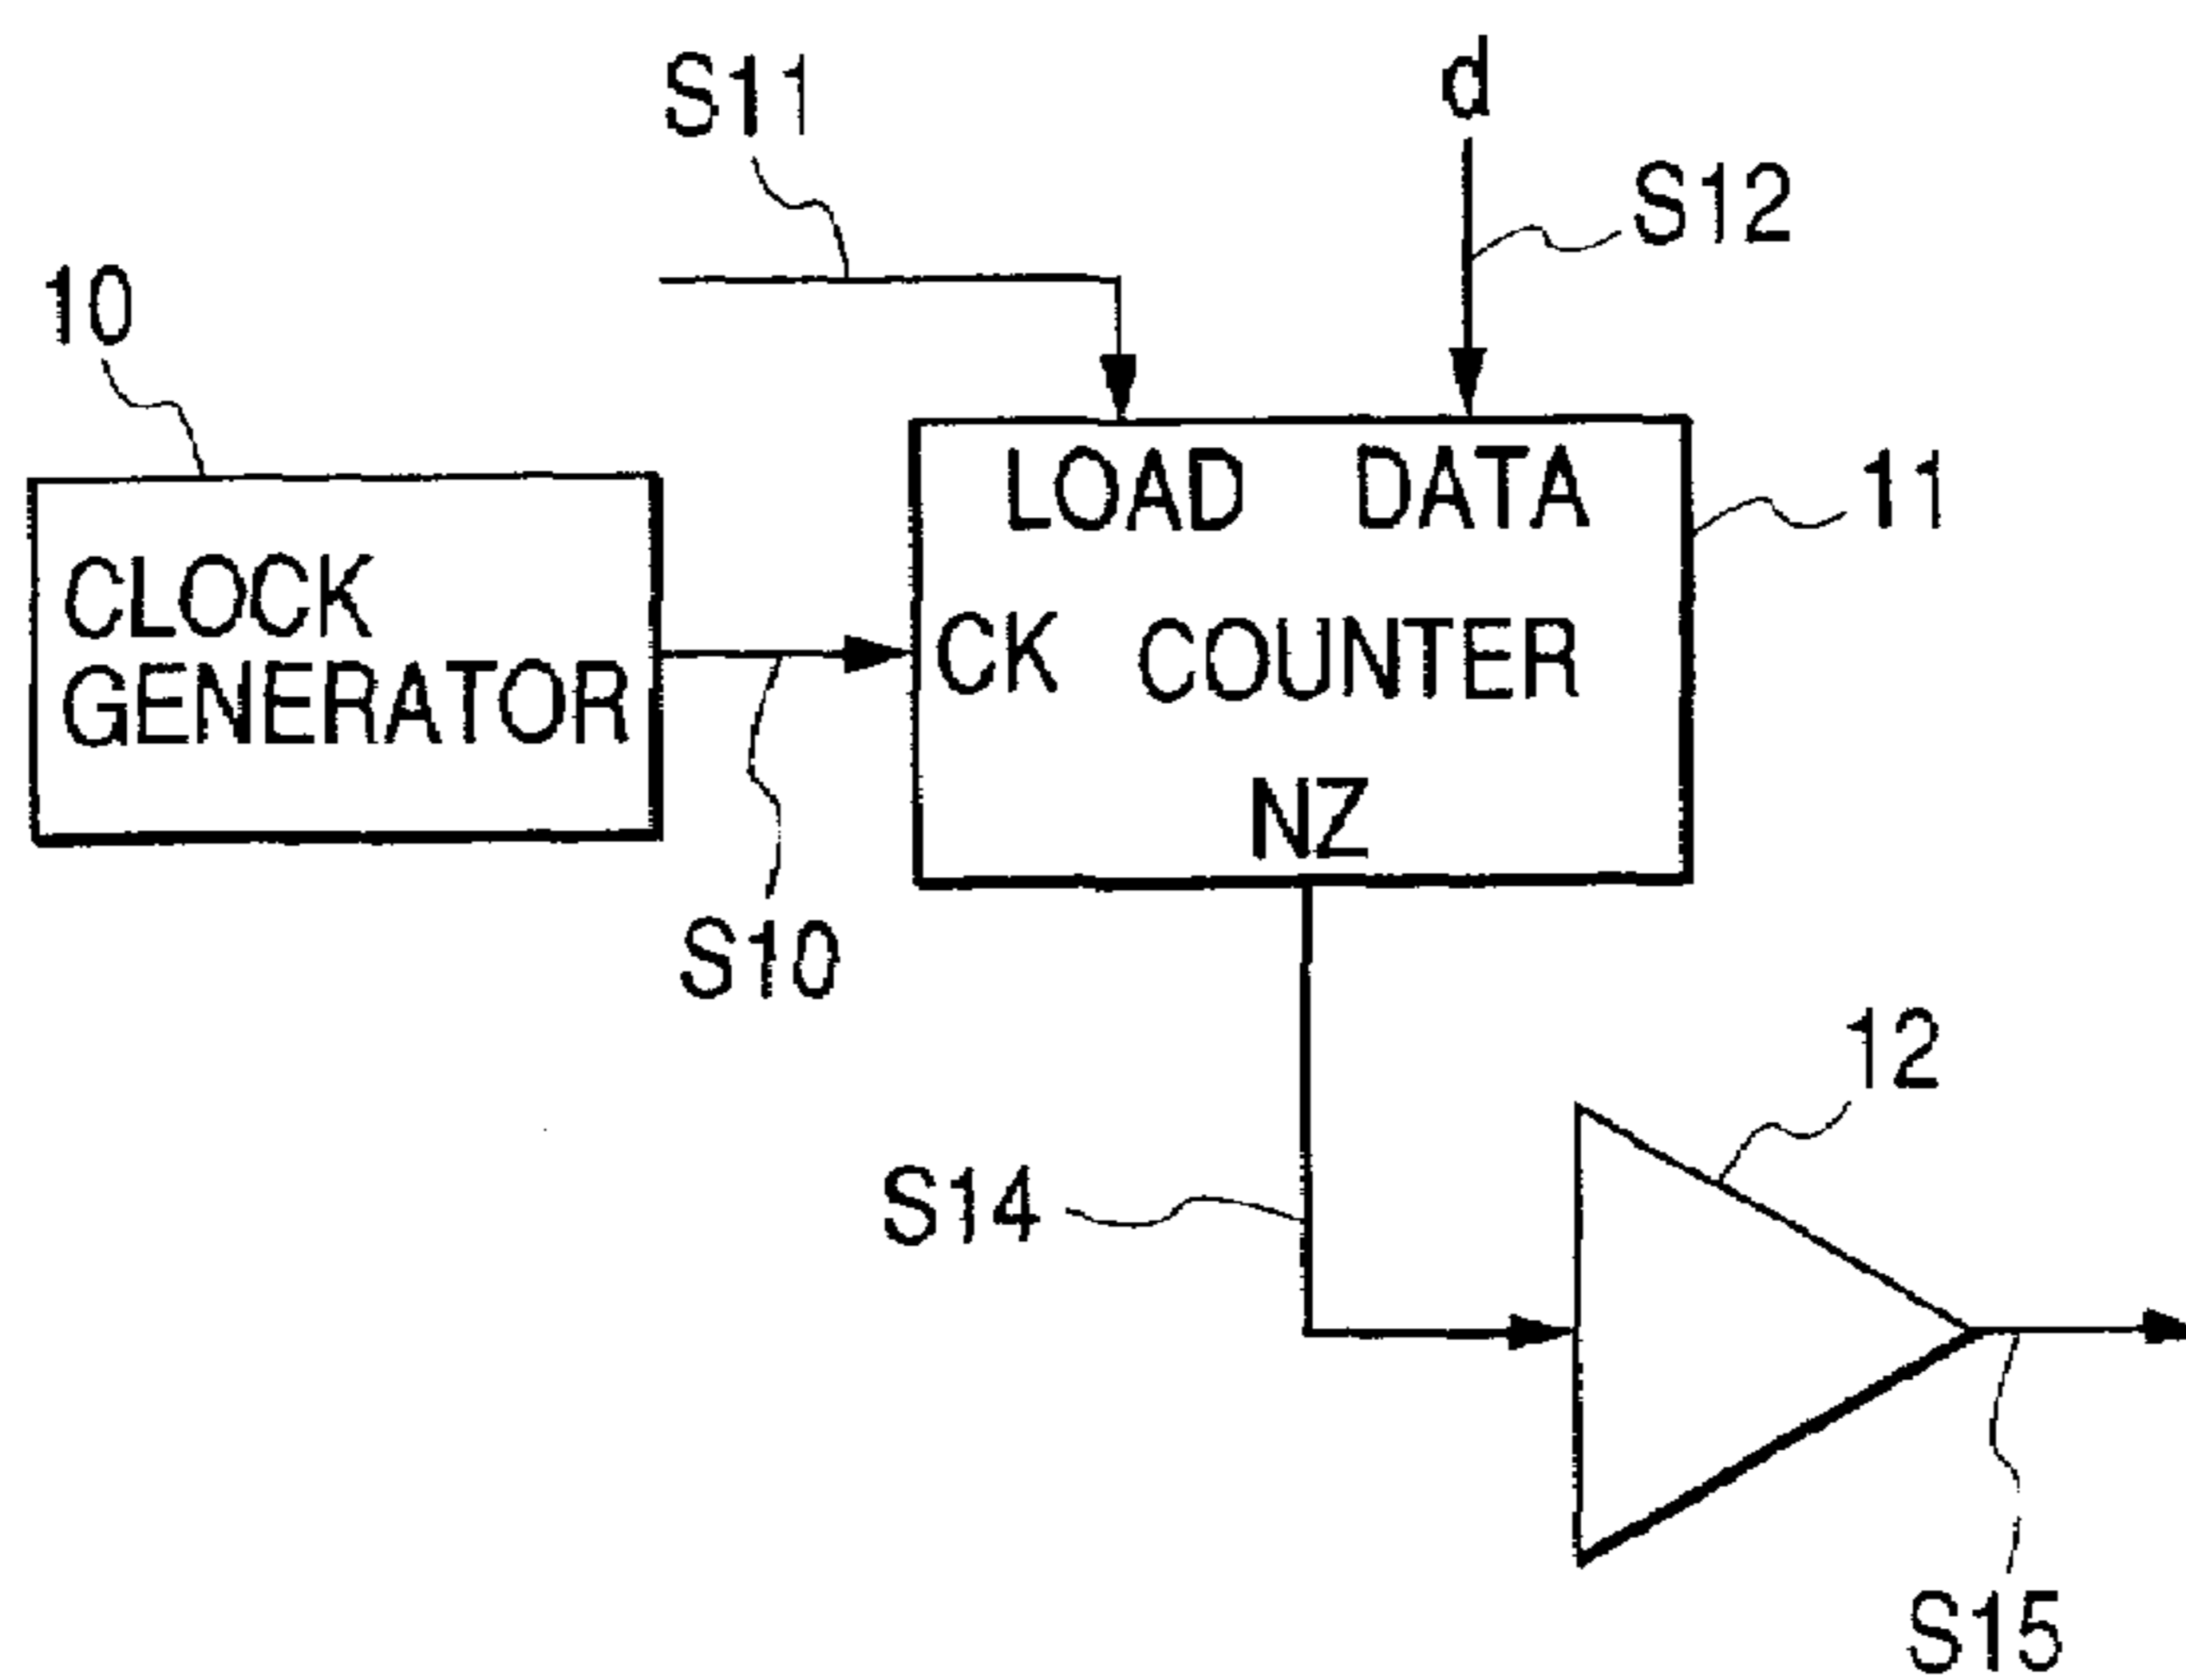 S11
d
S12
10
LOAD DATA
11
CLOCK
GENERATOR
CK COUNTER
NZ
S10
12
S14
S15